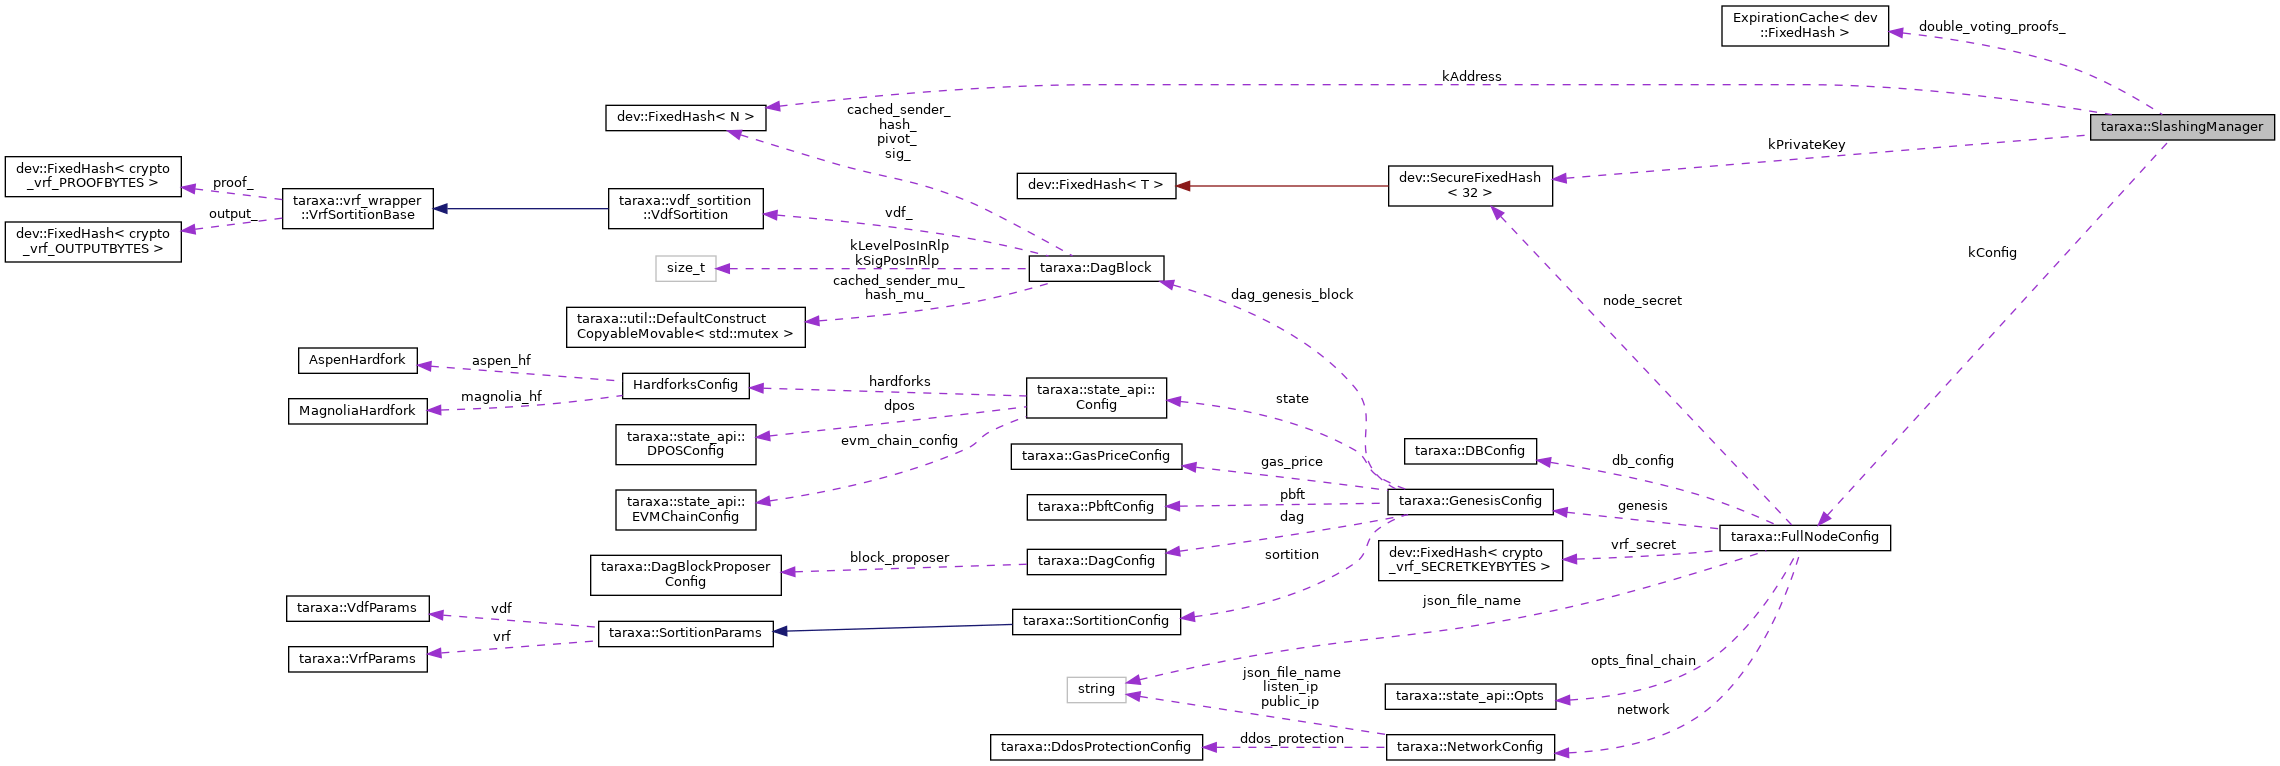 ExpirationCache< dev
::FixedHash >
double_voting_proofs_
kAddress
dev::FixedHash< N >
cached_sender_
hash_
pivot_
sig_
taraxa::SlashingManager
kPrivateKey
dev::FixedHash< crypto
_vrf_PROOFBYTES >
proof_
dev::FixedHash< T >
dev::SecureFixedHash
< 32 >
taraxa::vrf_wrapper
::VrfSortitionBase
taraxa::vdf_sortition
::VdfSortition
vdf_
output_
dev::FixedHash< crypto
_vrf_OUTPUTBYTES >
kLevelPosInRlp
kSigPosInRlp
size_t
taraxa::DagBlock
kConfig
cached_sender_mu_
hash_mu_
dag_genesis_block
node_secret
taraxa::util::DefaultConstruct
CopyableMovable< std::mutex >
AspenHardfork
aspen_hf
HardforksConfig
hardforks
taraxa::state_api::
Config
state
MagnoliaHardfork
magnolia_hf
dpos
taraxa::state_api::
DPOSConfig
evm_chain_config
taraxa::GasPriceConfig
gas_price
taraxa::DBConfig
db_config
taraxa::state_api::
EVMChainConfig
taraxa::PbftConfig
pbft
taraxa::GenesisConfig
genesis
dag
taraxa::FullNodeConfig
taraxa::DagBlockProposer
Config
block_proposer
taraxa::DagConfig
sortition
dev::FixedHash< crypto
_vrf_SECRETKEYBYTES >
vrf_secret
json_file_name
taraxa::VdfParams
vdf
taraxa::SortitionParams
taraxa::SortitionConfig
vrf
taraxa::VrfParams
opts_final_chain
string
json_file_name
listen_ip
public_ip
taraxa::state_api::Opts
network
taraxa::DdosProtectionConfig
ddos_protection
taraxa::NetworkConfig